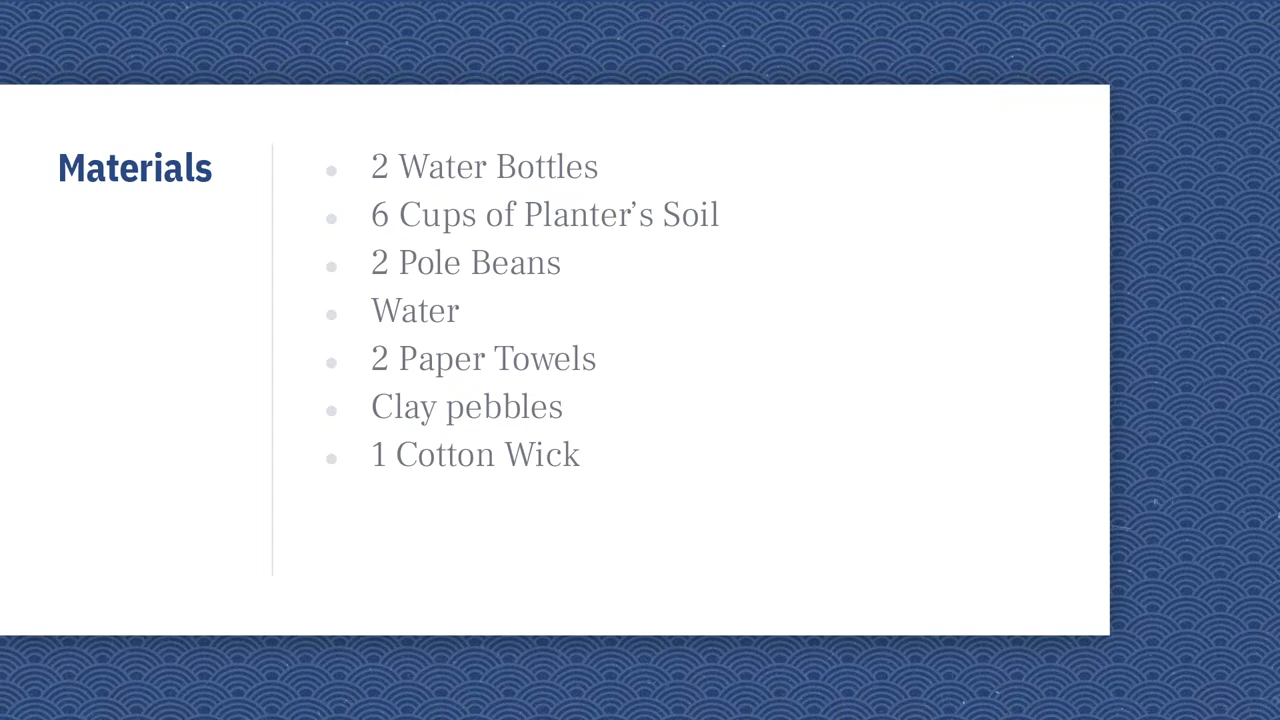 Materials
2 Water Bottles
6 Cups of Planter’s Soil
2 Pole Beans
Water
2 Paper Towels
Clay pebbles
1 Cotton Wick